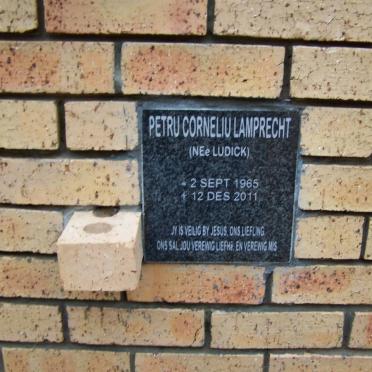 PETRU CORNELIU LAMPRECHT
(NEé LUDICK)
* 2 SEPT 1965
† 12 DES 2011
JY IS VEILIG BY JESUS, ONS LIEFLING.
ONS SAL JOU VEREWIG LIEFHê, EN VEREWIG MIS